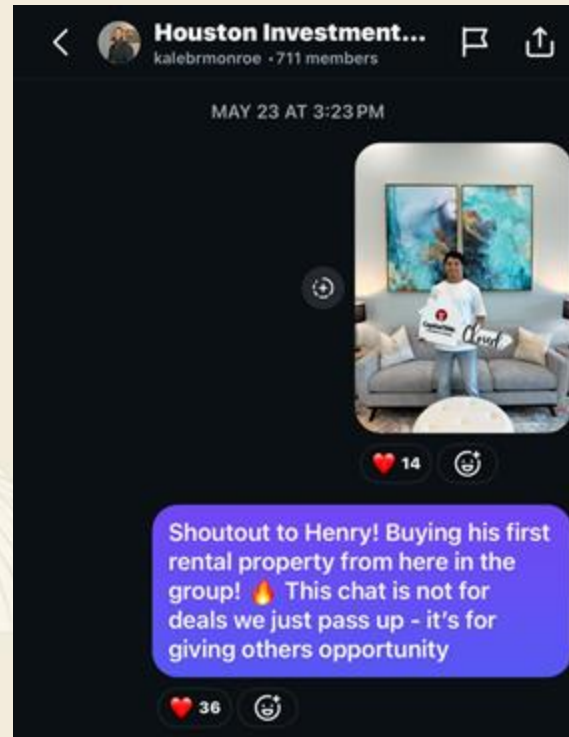 Houston Investment...
kalebrmonroe • 711 members
MAY 23 AT 3:23 PM
Closed
14
Shoutout to Henry! Buying his first
rental property from here in the
group! 🔥 This chat is not for
deals we just pass up - it's for
giving others opportunity
36